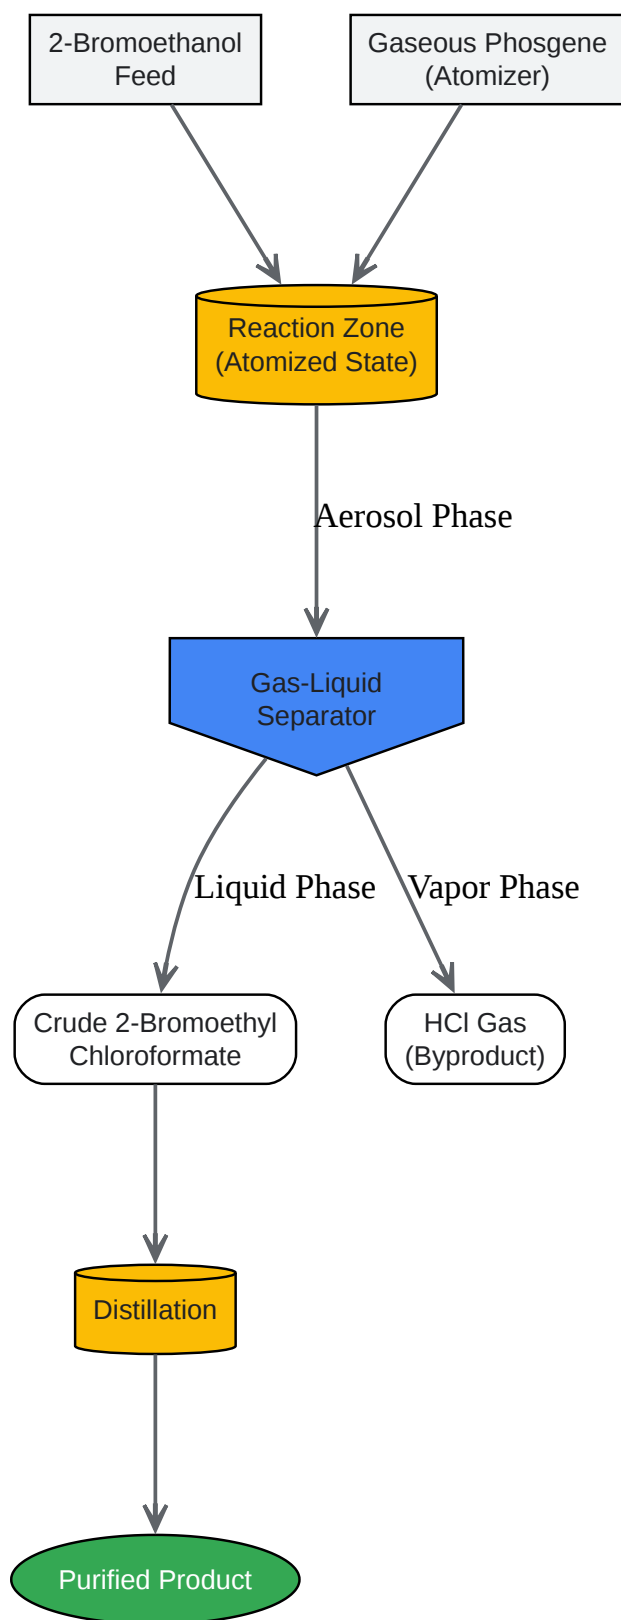 2-Bromoethanol
Feed
Gaseous Phosgene
(Atomizer)
Reaction Zone
(Atomized State)
Aerosol Phase
Gas-Liquid
Separator
Liquid Phase
Vapor Phase
Crude 2-Bromoethyl
Chloroformate
HCl Gas
(Byproduct)
Distillation
Purified Product